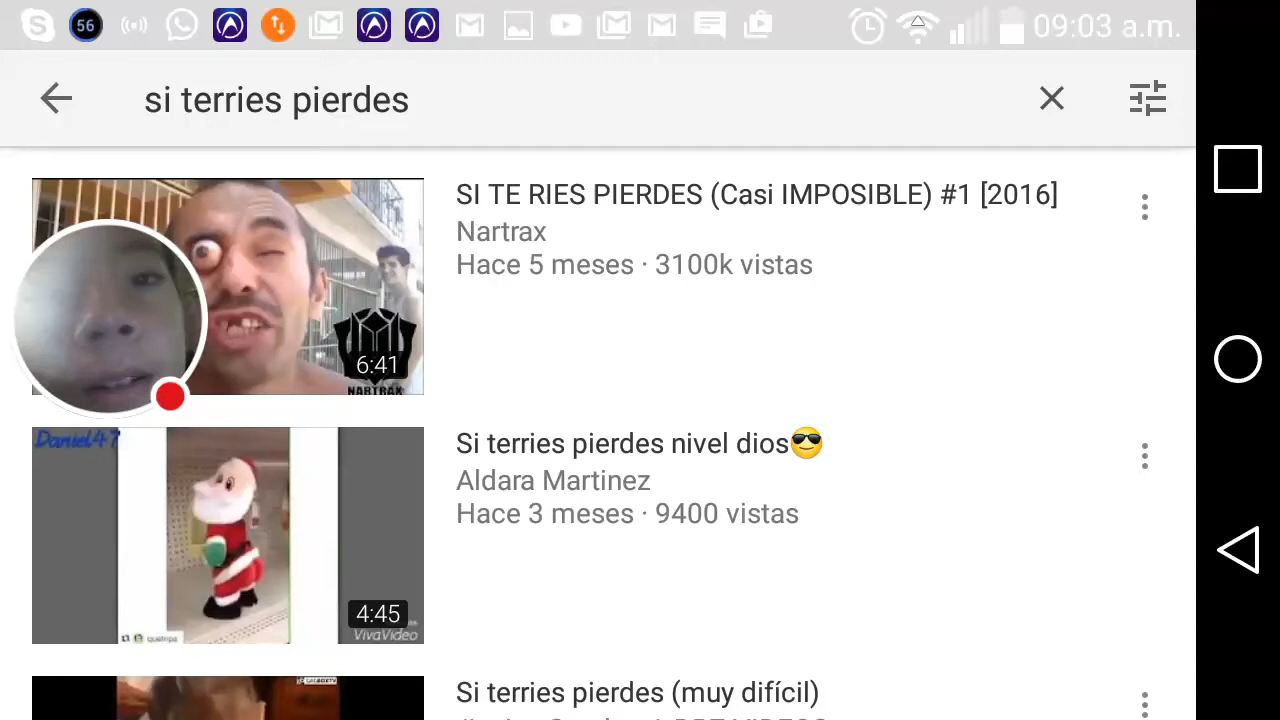 56
09:03 a.m.
si terries pierdes
SI TE RIES PIERDES (Casi IMPOSIBLE) #1 [2016]
Nartrax
Hace 5 meses · 3100k vistas
6:41
NARTRAX
Daniel47
Si terries pierdes nivel dios😎
Aldara Martinez
Hace 3 meses · 9400 vistas
4:45
VivaVideo
Si terries pierdes (muy difícil)